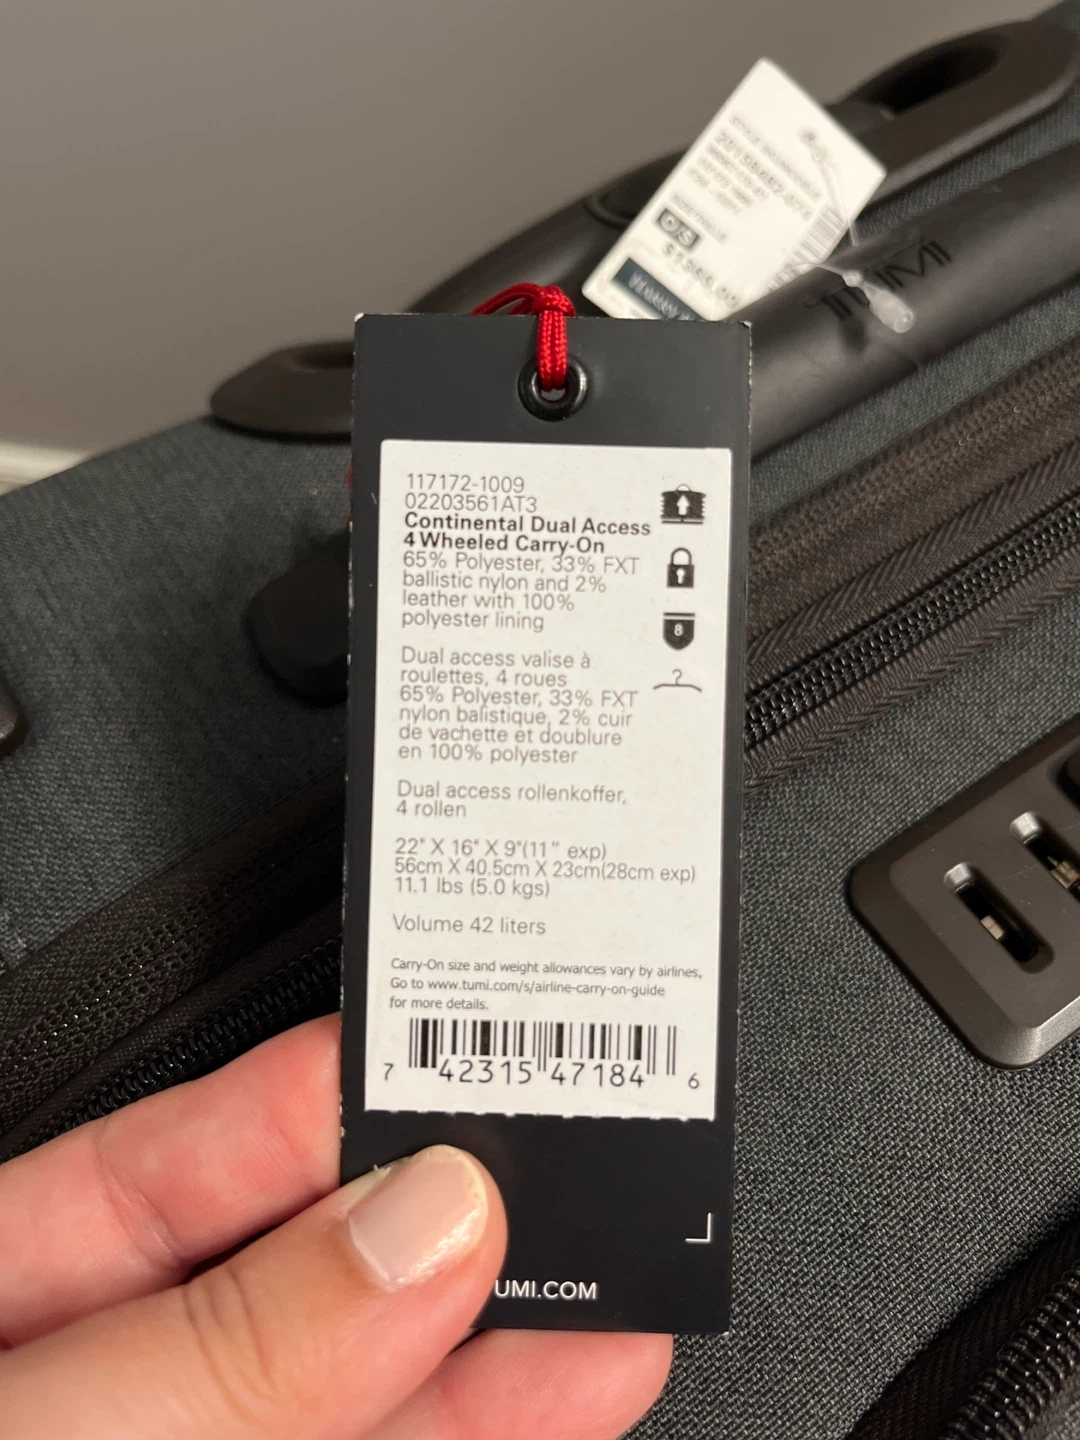 O/S
TUMI
117172-1009
02203561AT3
Continental Dual Access
4 Wheeled Carry-On
65% Polyester, 33% FXT
ballistic nylon and 2%
leather with 100%
polyester lining
8
Dual access valise à
roulettes, 4 roues
65% Polyester, 33% FXT
nylon balistique, 2% cuir
de vachette et doublure
en 100% polyester
Dual access rollenkoffer,
4 rollen
22" X 16" X 9"(11" exp)
56cm X 40.5cm X 23cm(28cm exp)
11.1 lbs (5.0 kgs)
Volume 42 liters
Carry-On size and weight allowances vary by airlines.
Go to www.tumi.com/s/airline-carry-on-guide
for more details.
7 42315 47184 6
UMI.COM